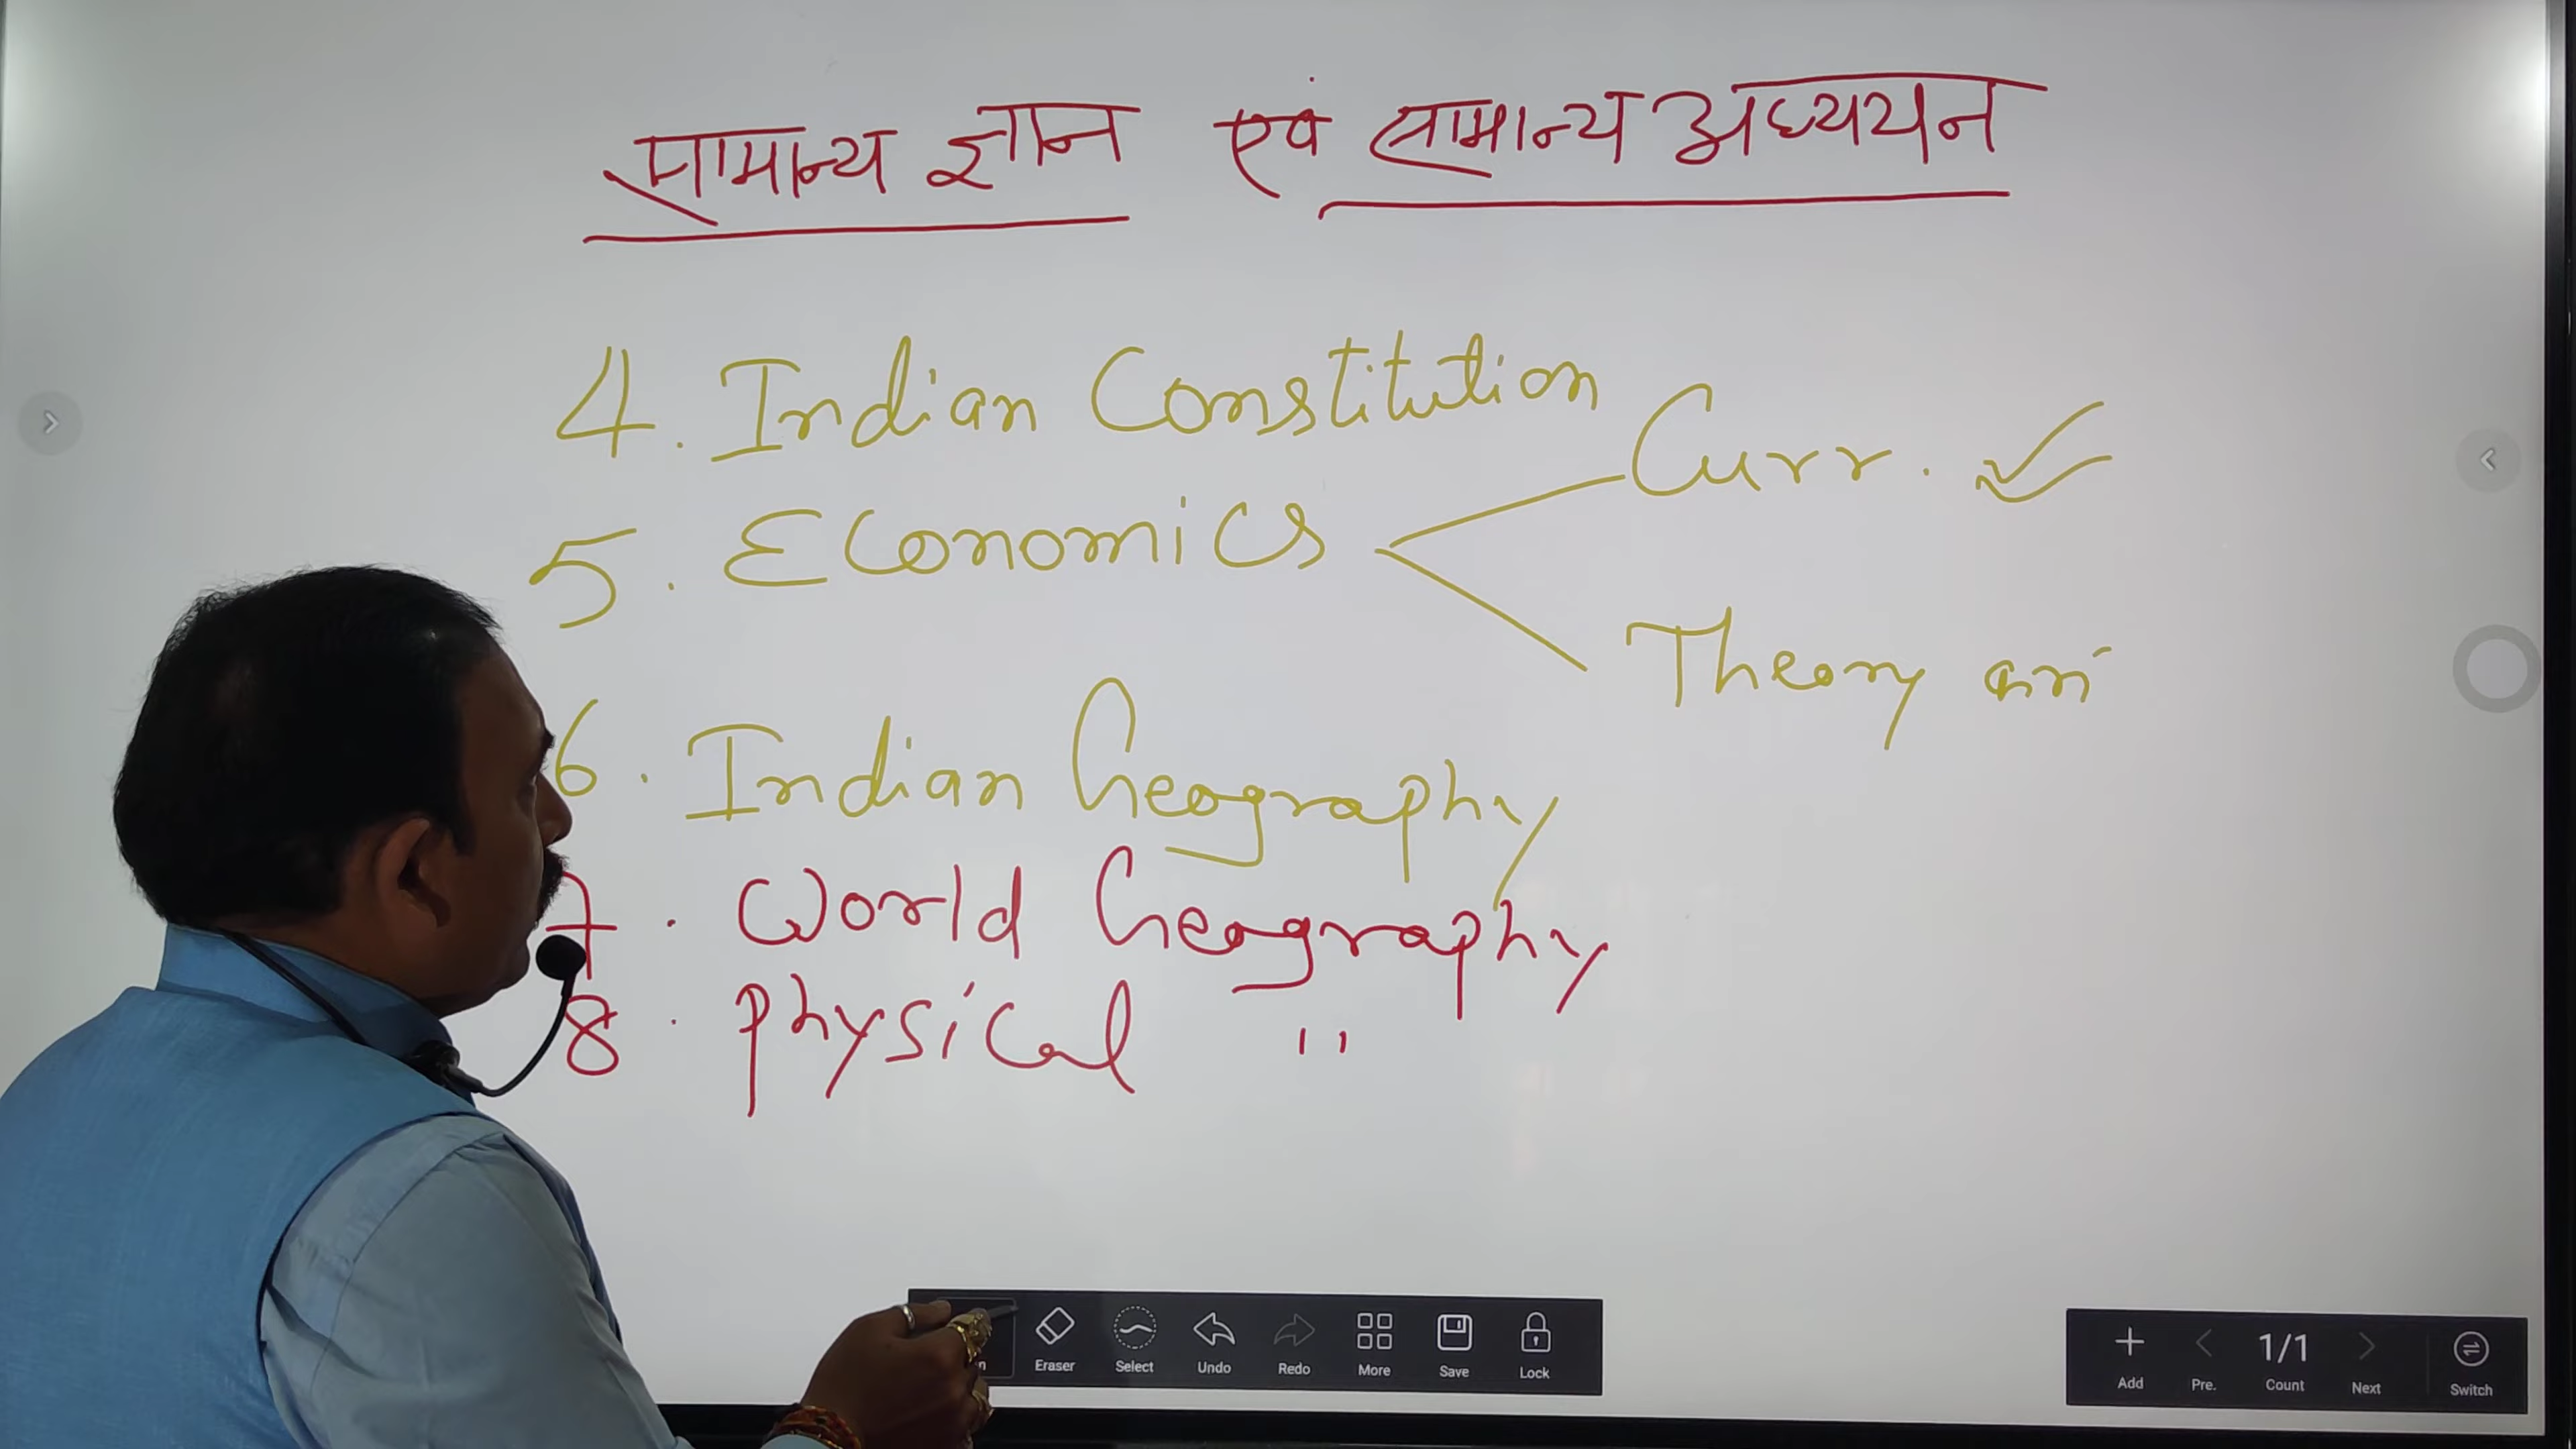 सामान्य ज्ञान एवं सामान्य अध्ययन
4. Indian Constitution
Curr.
5. Economics
Theory
6. Indian Geography
7. World Geography
8. Physical "
Eraser Select Undo Redo More Save Lock
1/1
Add Pre. Count Next Switch